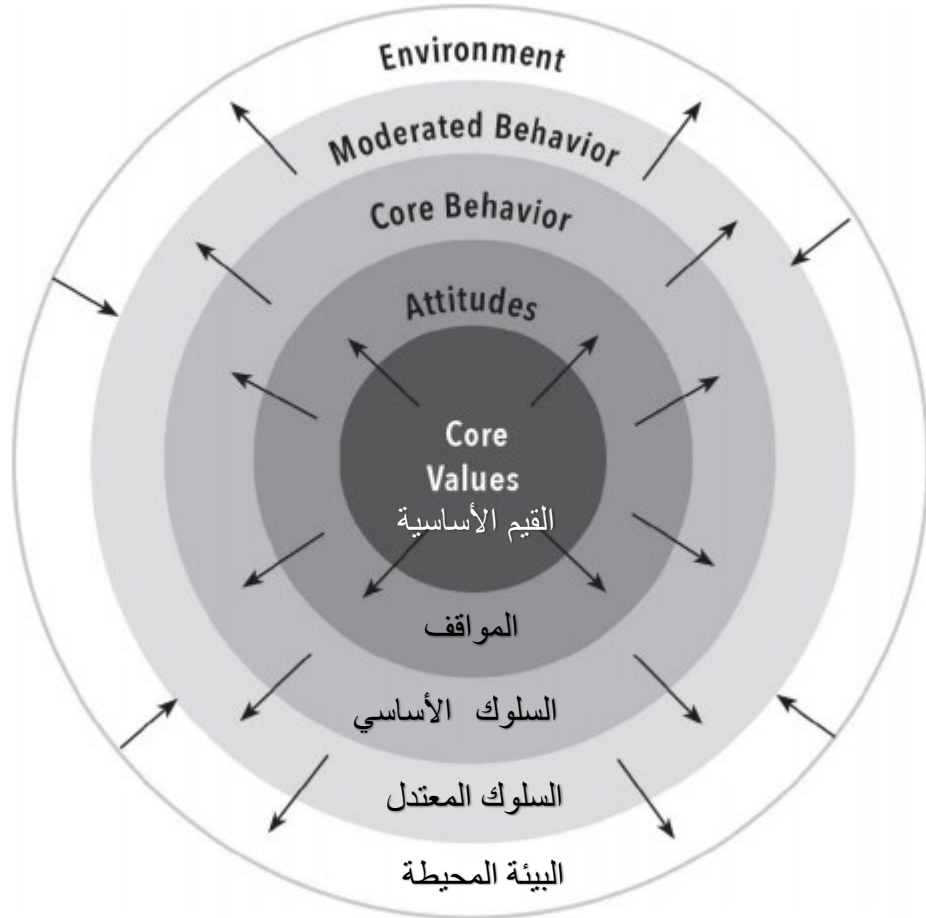 Environment
Moderated Behavior
Core Behavior
Attitudes
Core
Values
القيم الأساسية
المواقف
السلوك الأساسي
السلوك المعتدل
البيئة المحيطة